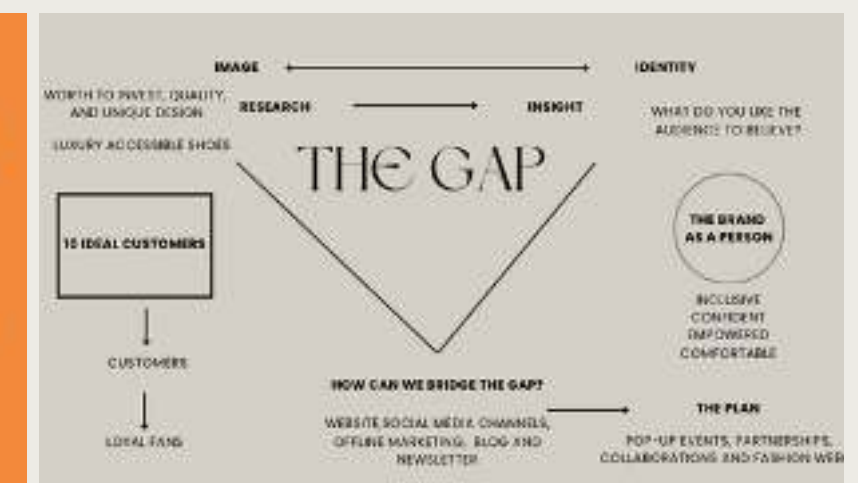 IMAGE
IDENTITY
WORTH TO INVEST, QUALITY,
AND UNIQUE DESIGN
RESEARCH
INSIGHT
WHAT DO YOU LIKE THE
AUDIENCE TO BELIEVE?
LUXURY ACCESSIBLE SHOES
THE GAP
10 IDEAL CUSTOMERS
THE BRAND
AS A PERSON
INCLUSIVE
CONFIDENT
EMPOWERED
COMFORTABLE
CUSTOMERS
LOYAL FANS
HOW CAN WE BRIDGE THE GAP?
WEBSITE, SOCIAL MEDIA CHANNELS,
OFFLINE MARKETING, BLOG AND
NEWSLETTER
THE PLAN
POP-UP EVENTS, PARTNERSHIPS,
COLLABORATIONS AND FASHION WEB